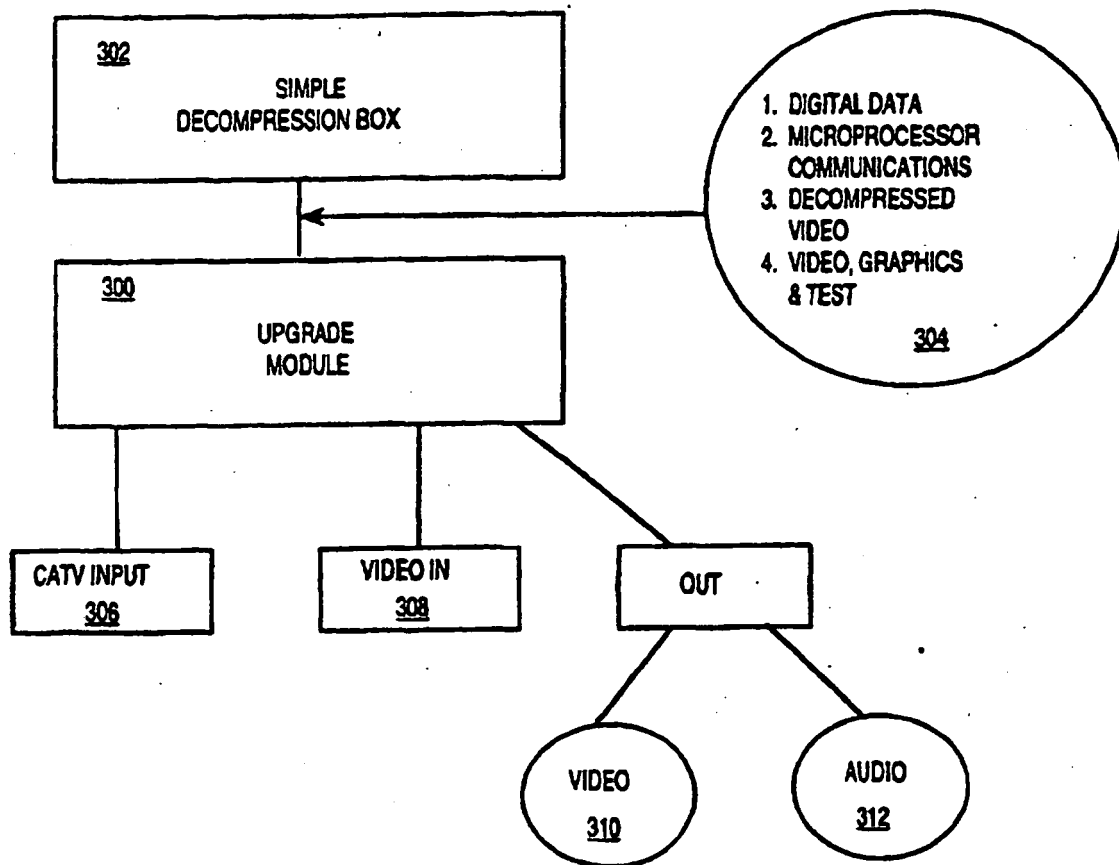 302
SIMPLE
DECOMPRESSION BOX
1. DIGITAL DATA
2. MICROPROCESSOR
COMMUNICATIONS
3. DECOMPRESSED
VIDEO
4. VIDEO, GRAPHICS
& TEST
304
300
UPGRADE
MODULE
CATV INPUT
306
VIDEO IN
308
OUT
VIDEO
310
AUDIO
312